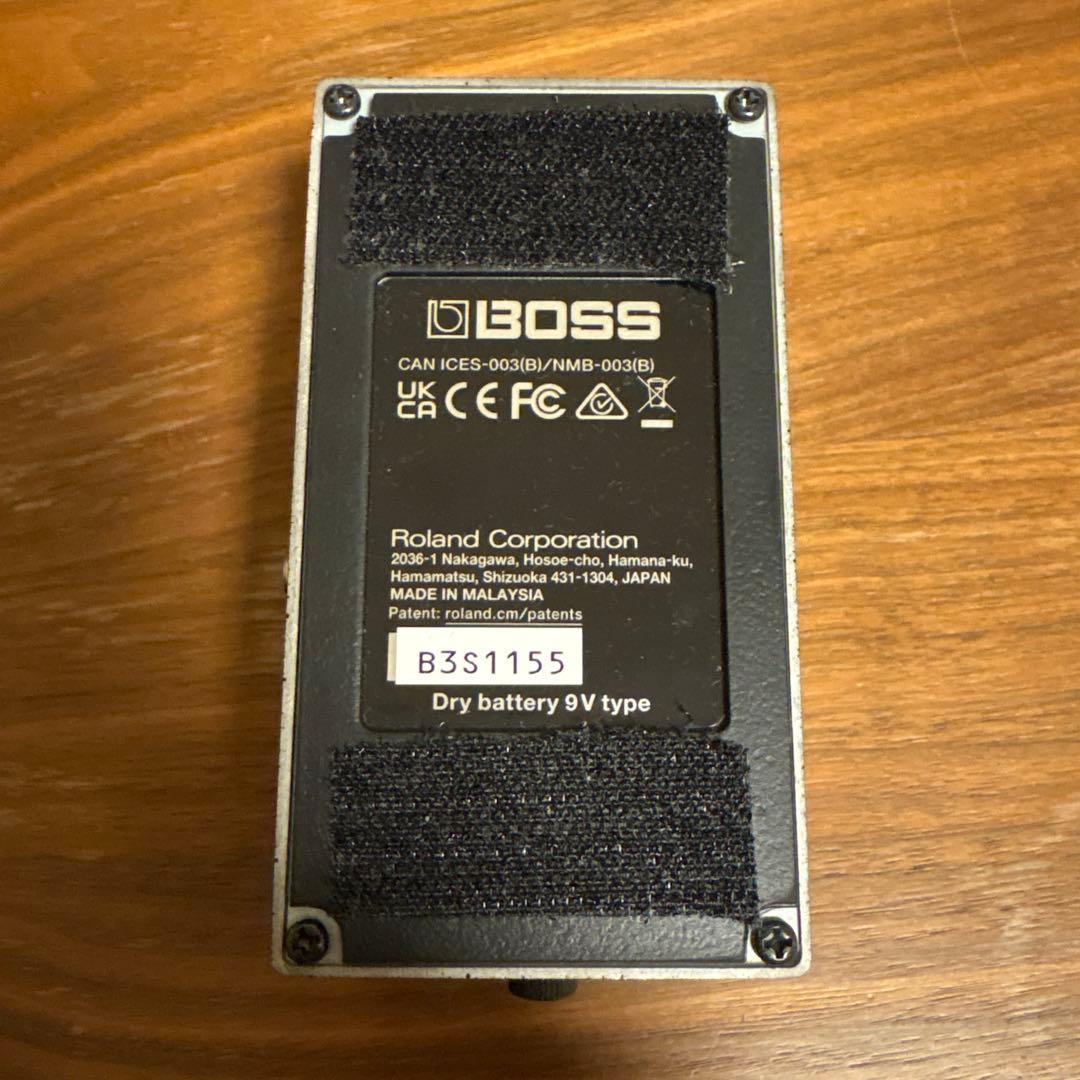 BOSS
CAN ICES-003(B)/NMB-003(B)
UK CA CE FC
Roland Corporation
2036-1 Nakagawa, Hosoe-cho, Hamana-ku,
Hamamatsu, Shizuoka 431-1304, JAPAN
MADE IN MALAYSIA
Patent: roland.cm/patents
B3S1155
Dry battery 9V type